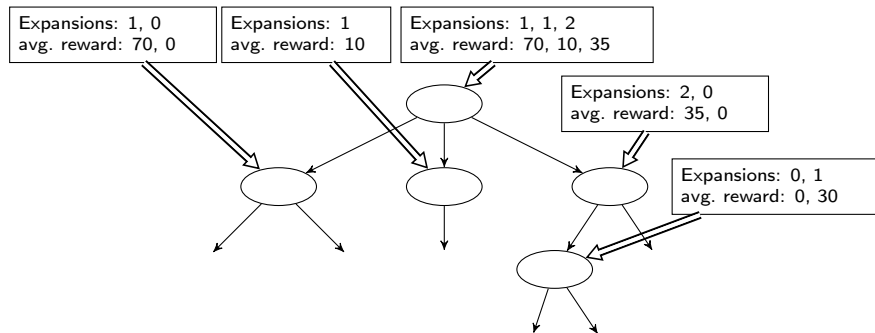 Expansions: 1, 0
avg. reward: 70, 0
Expansions: 1
avg. reward: 10
Expansions: 1, 1, 2
avg. reward: 70, 10, 35
Expansions: 2, 0
avg. reward: 35, 0
Expansions: 0, 1
avg. reward: 0, 30